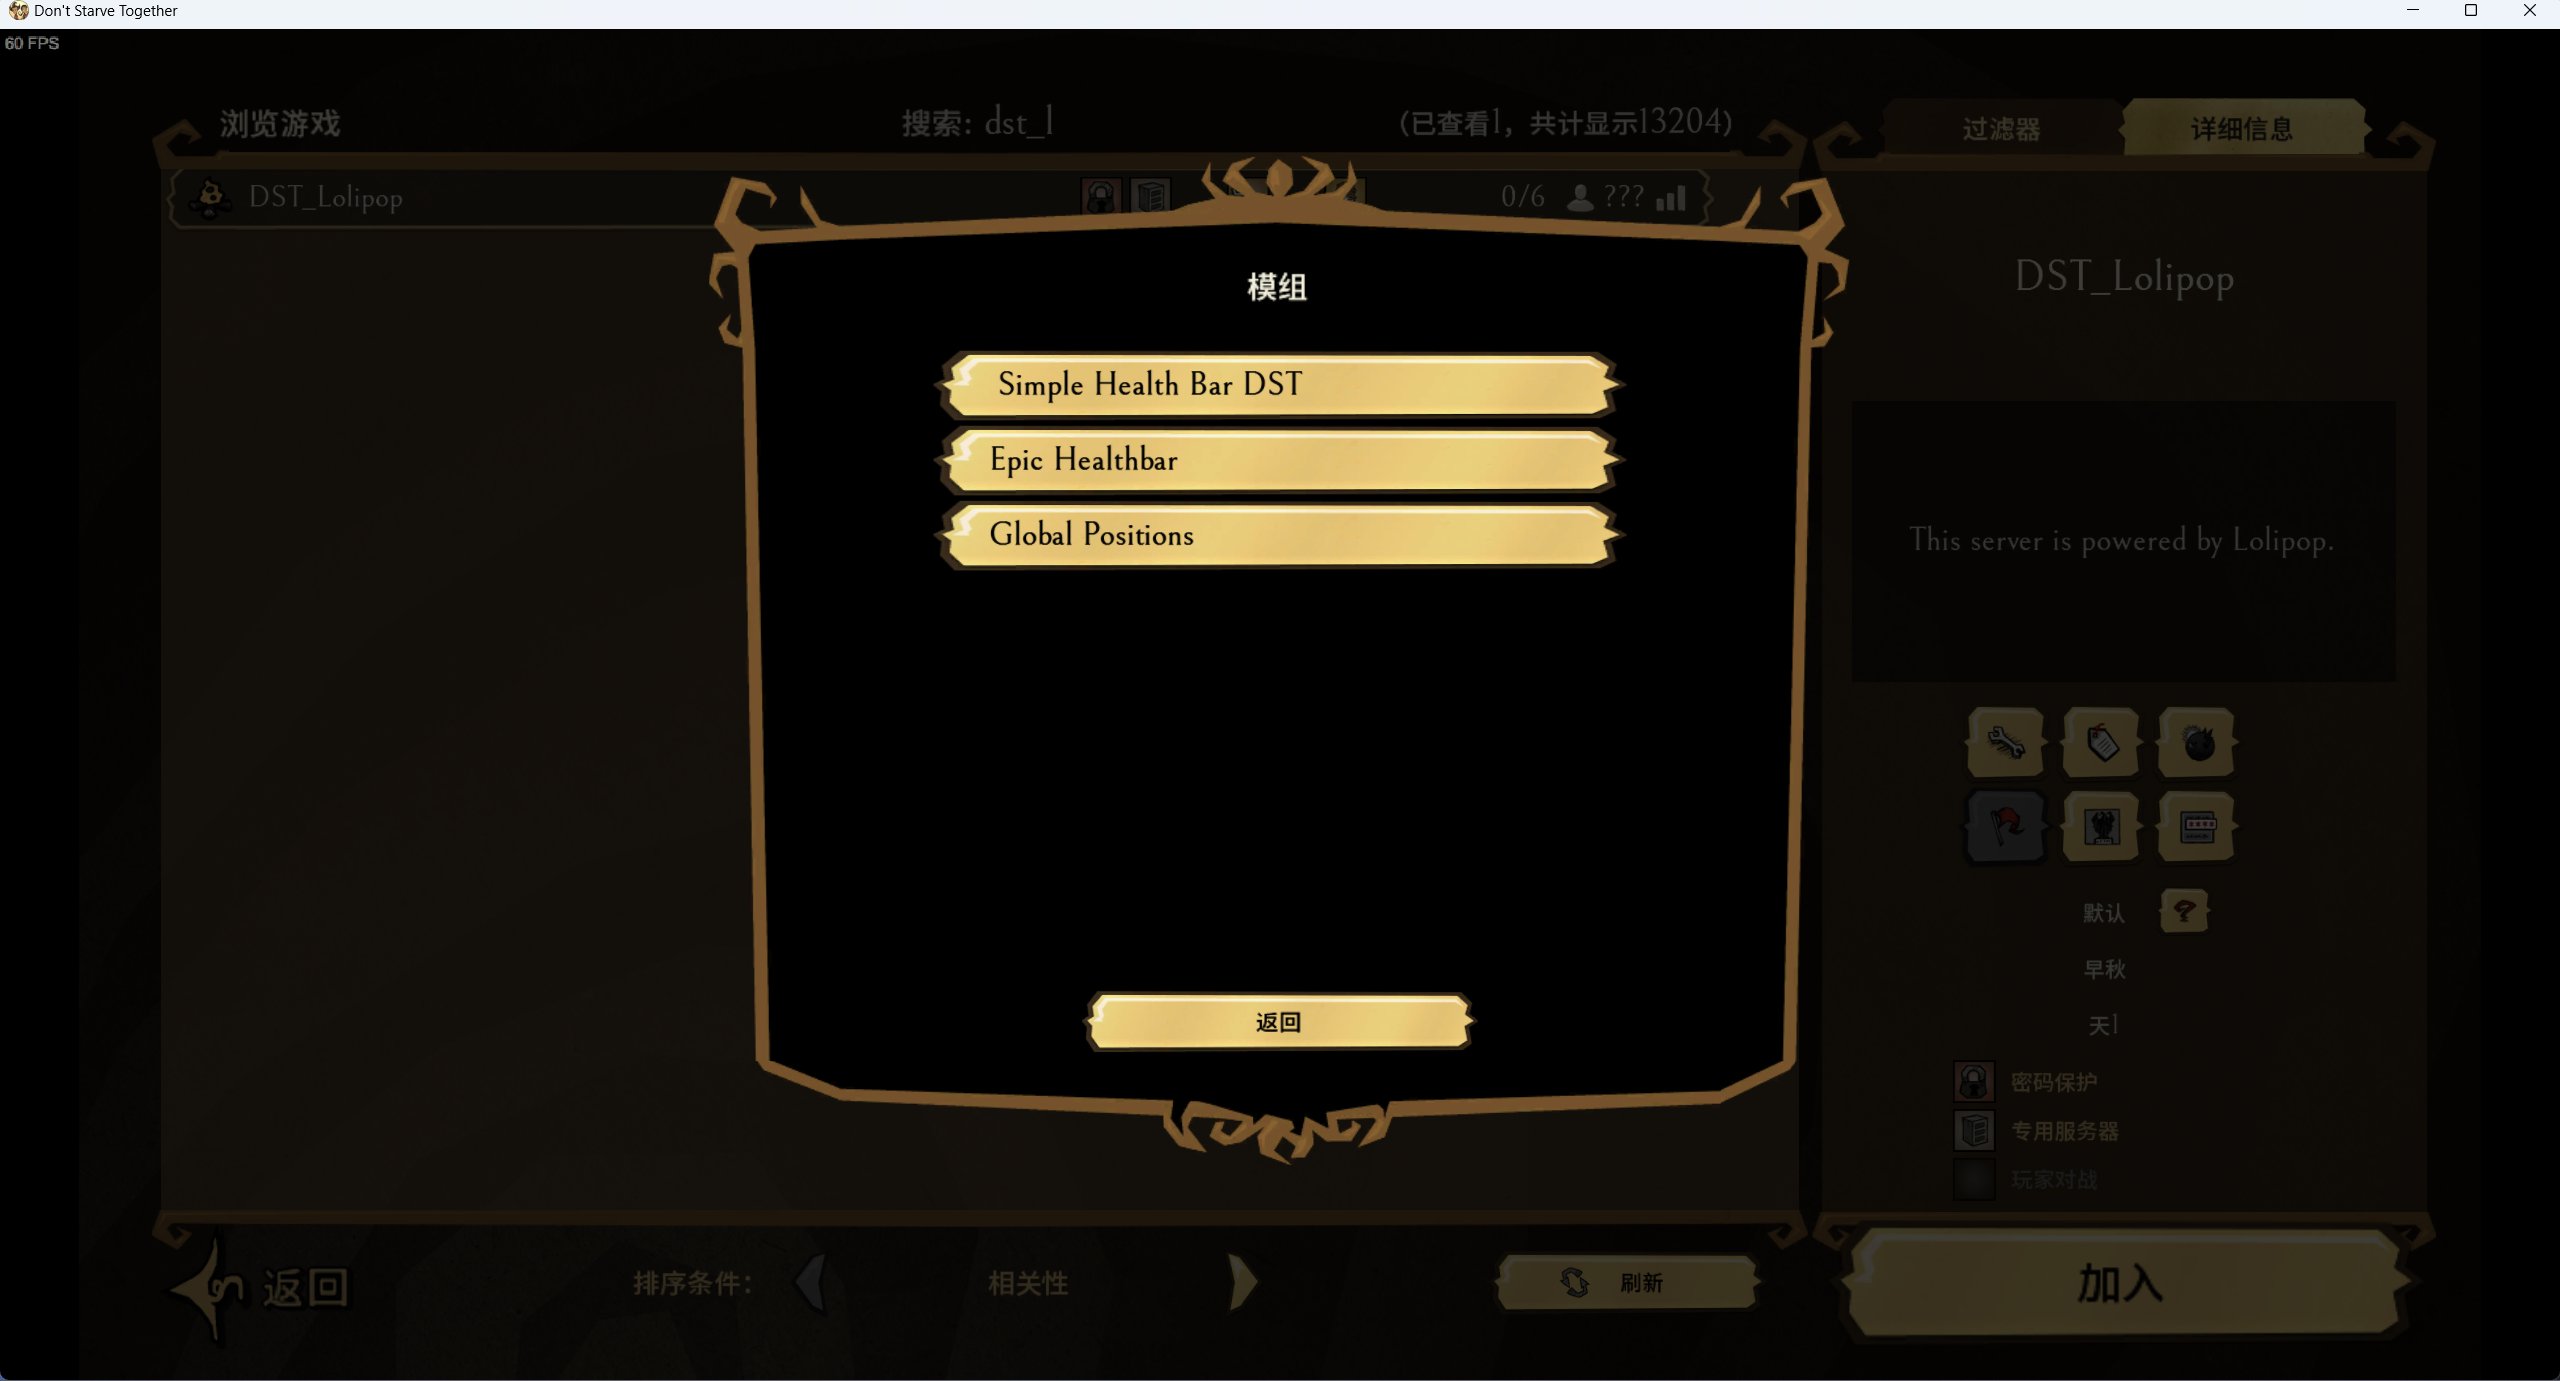 Don't Starve Together
60 FPS
浏览游戏
搜索: dst_l
(已查看1，共计显示13204)
过滤器
详细信息
DST_Lolipop
0/6
???
模组
Simple Health Bar DST
Epic Healthbar
Global Positions
返回
DST_Lolipop
This server is powered by Lolipop.
默认
?
早秋
天1
密码保护
专用服务器
玩家对战
返回
排序条件:
相关性
刷新
加入